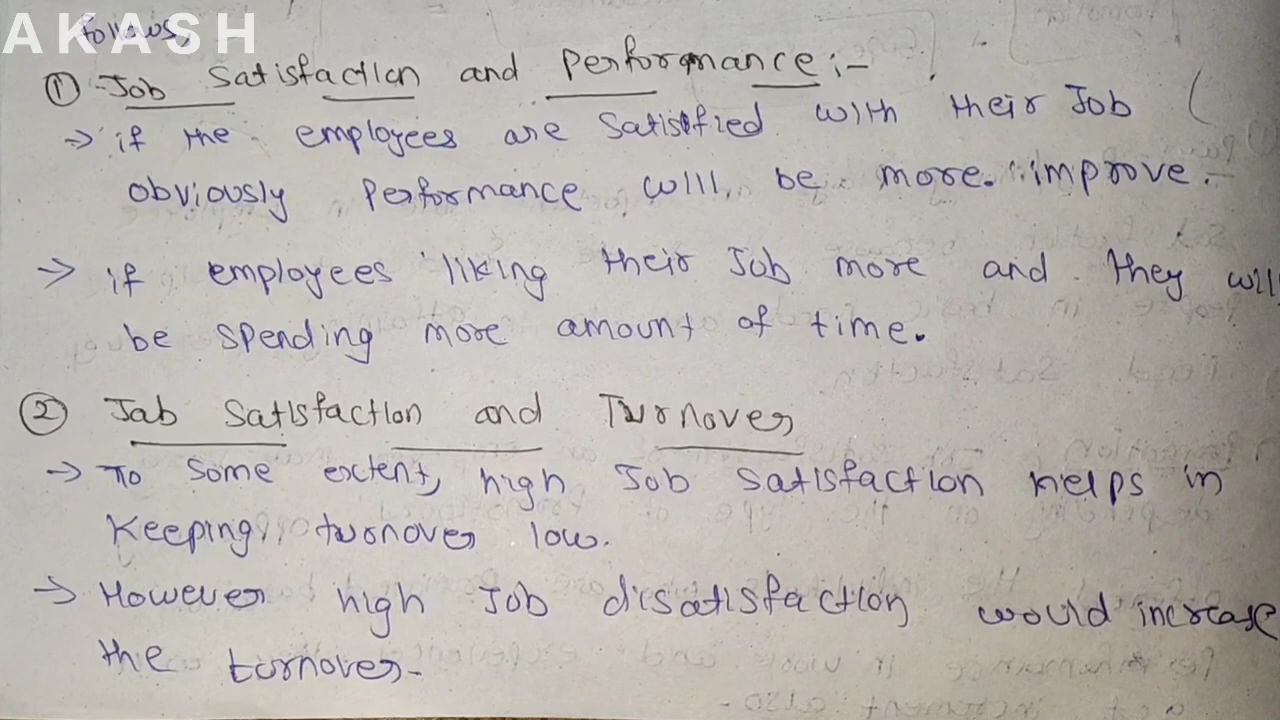 AKASH
follows,
① Job Satisfaction and Performance:-
→ if the employees are Satisfied with their Job
obviously Performance will be more improve.
→ if employees liking their Job more and they will
be spending more amount of time.
② Job Satisfaction and Turnover
→ To Some extent, high Job Satisfaction helps in
Keeping turnover low.
→ However high Job disatisfaction would increase
the turnover.